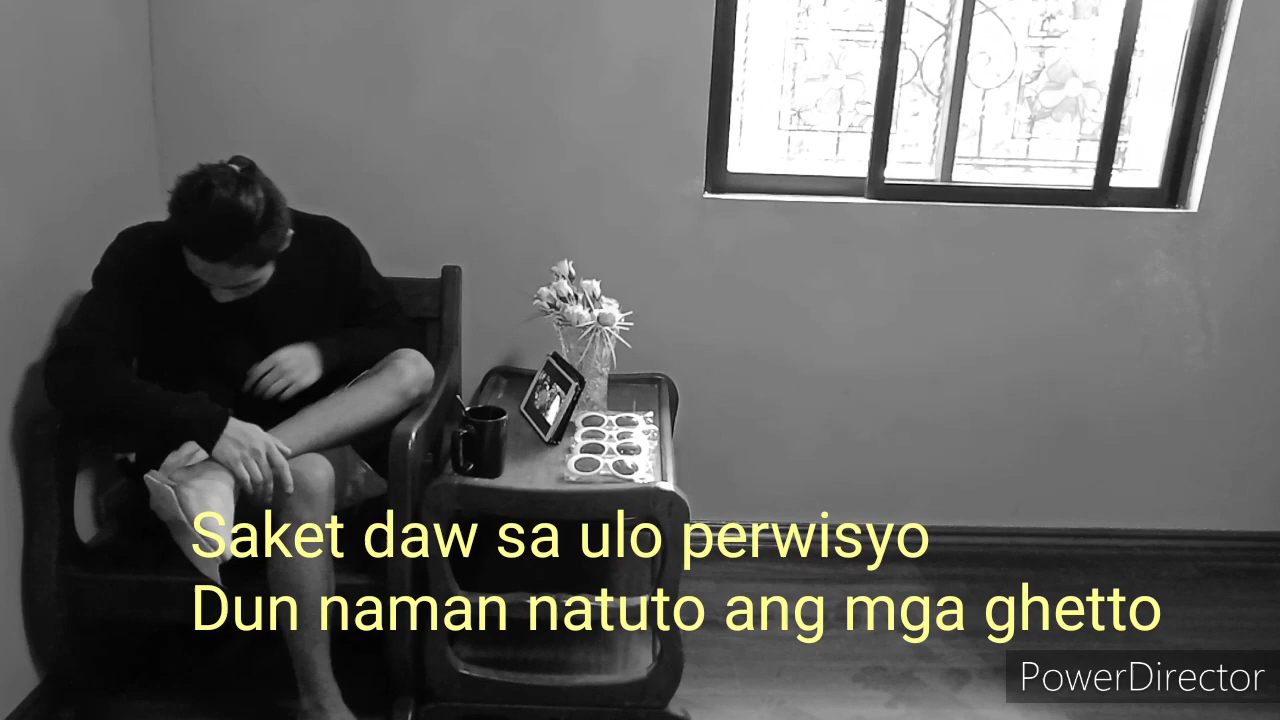 Saket daw sa ulo perwisyo
Dun naman natuto ang mga ghetto
PowerDirector